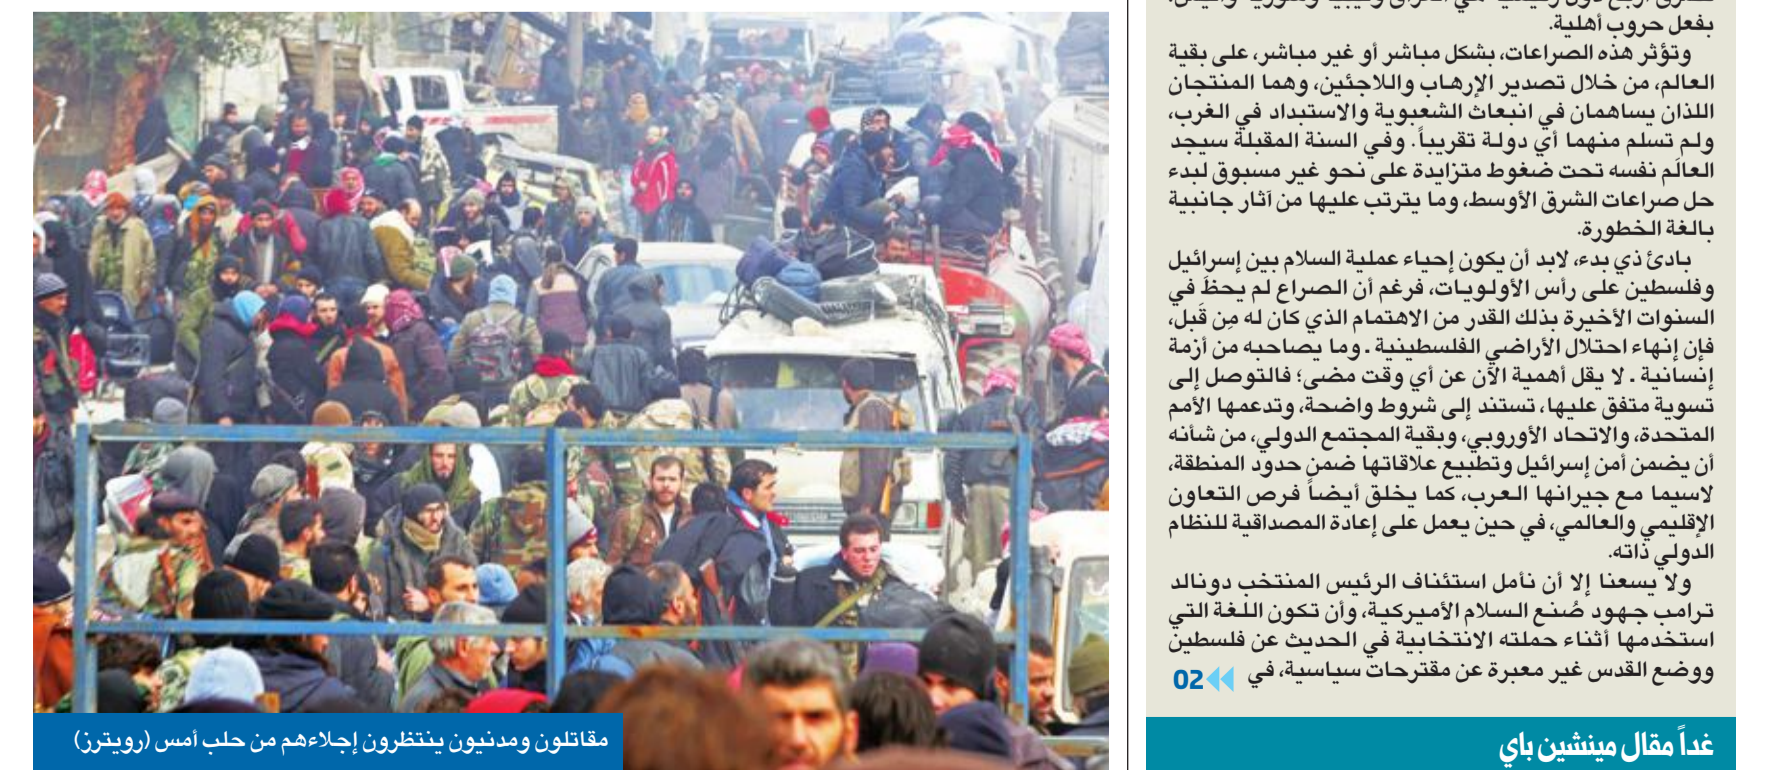 بفعل حروب أهلية.
وتؤثر هذه الصراعات، بشكل مباشر أو غير مباشر، على بقية
العالم، من خلال تصدير الإرهاب واللاجئين، وهما المنتجان
اللذان يساهمان في انبعاث الشعبوية والاستبداد في الغرب،
ولم تسلم منهما أي دولة تقريباً. وفي السنة المقبلة سيجد
العالَم نفسه تحت ضغوط متزايدة على نحو غير مسبوق لبدء
حل صراعات الشرق الأوسط، وما يترتب عليها من آثار جانبية
بالغة الخطورة.
بادئ ذي بدء، لابد أن يكون إحياء عملية السلام بين إسرائيل
وفلسطين على رأس الأولويات، فرغم أن الصراع لم يحظَ في
السنوات الأخيرة بذلك القدر من الاهتمام الذي كان له مِن قَبل،
فإن إنهاء احتلال الأراضي الفلسطينية ـ وما يصاحبه من أزمة
إنسانية ـ لا يقل أهمية الآن عن أي وقت مضى؛ فالتوصل إلى
تسوية متفق عليها، تستند إلى شروط واضحة، وتدعمها الأمم
المتحدة، والاتحاد الأوروبي، وبقية المجتمع الدولي، من شأنه
أن يضمن أمن إسرائيل وتطبيع علاقاتها ضمن حدود المنطقة،
لاسيما مع جيرانها العرب، كما يخلق أيضاً فرص التعاون
الإقليمي والعالمي، في حين يعمل على إعادة المصداقية للنظام
الدولي ذاته.
ولا يسعنا إلا أن نأمل استئناف الرئيس المنتخب دونالد
ترامب جهود صُنع السلام الأميركية، وأن تكون اللغة التي
استخدمها أثناء حملته الانتخابية في الحديث عن فلسطين
ووضع القدس غير معبرة عن مقترحات سياسية، في 02
غداً مقال مينشين باي
مقاتلون ومدنيون ينتظرون إجلاءهم من حلب أمس (رويترز)